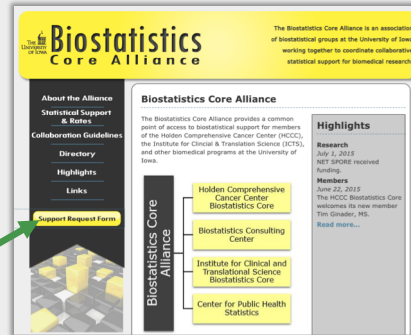 THE
UNIVERSITY
OF IOWA
Biostatistics
Core Alliance
The Biostatistics Core Alliance is an association
of biostatistical groups at the University of Iowa
working together to coordinate collaborative
statistical support for biomedical research
About the Alliance
Statistical Support
& Rates
Collaboration Guidelines
Directory
Highlights
Links
Support Request Form
Biostatistics Core Alliance
The Biostatistics Core Alliance provides a common
point of access to biostatistical support for members
of the Holden Comprehensive Cancer Center (HCCC),
the Institute for Clincial & Translation Science (ICTS),
and other biomedical programs at the University of
Iowa.
Biostatistics Core
Alliance
Holden Comprehensive
Cancer Center
Biostatistics Core
Biostatistics Consulting
Center
Institute for Clinical and
Translational Science
Biostatistics Core
Center for Public Health
Statistics
Highlights
Research
July 1, 2015
NET SPORE received
funding.
Members
June 22, 2015
The HCCC Biostatistics Core
welcomes its new member
Tim Ginader, MS.
Read more...